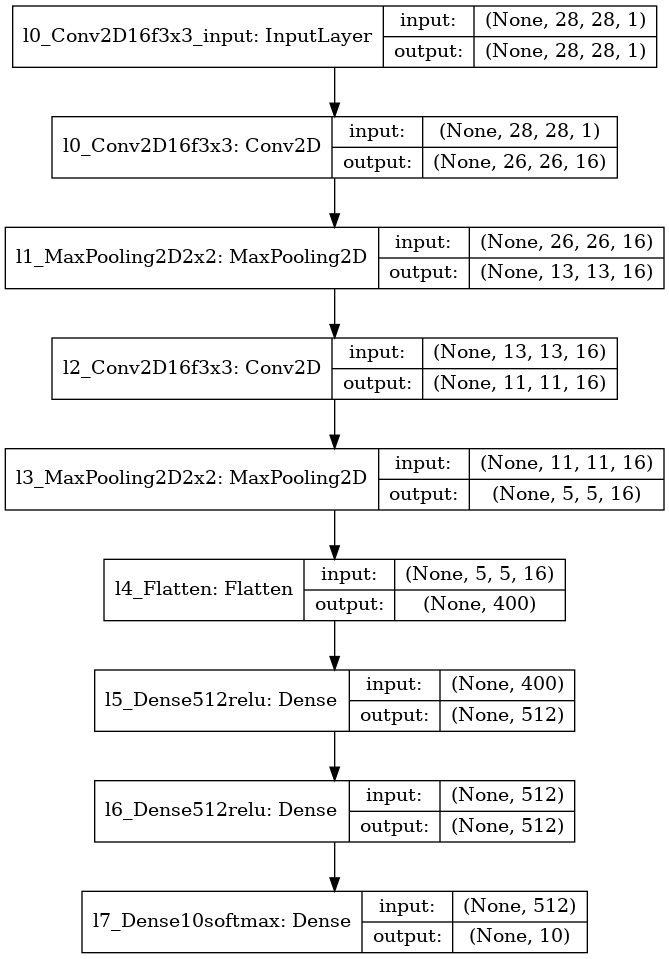 l0_Conv2D16f3x3_input: InputLayer
input: (None, 28, 28, 1)
output: (None, 28, 28, 1)
l0_Conv2D16f3x3: Conv2D
input: (None, 28, 28, 1)
output: (None, 26, 26, 16)
l1_MaxPooling2D2x2: MaxPooling2D
input: (None, 26, 26, 16)
output: (None, 13, 13, 16)
l2_Conv2D16f3x3: Conv2D
input: (None, 13, 13, 16)
output: (None, 11, 11, 16)
l3_MaxPooling2D2x2: MaxPooling2D
input: (None, 11, 11, 16)
output: (None, 5, 5, 16)
l4_Flatten: Flatten
input: (None, 5, 5, 16)
output: (None, 400)
l5_Dense512relu: Dense
input: (None, 400)
output: (None, 512)
l6_Dense512relu: Dense
input: (None, 512)
output: (None, 512)
l7_Dense10softmax: Dense
input: (None, 512)
output: (None, 10)